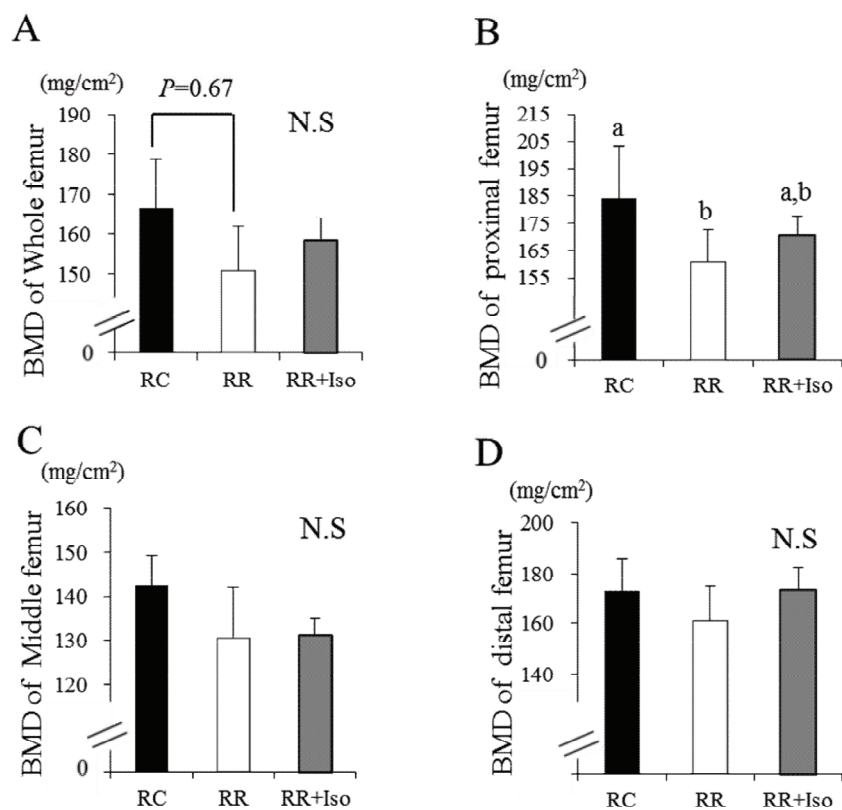 A
(mg/cm²)
BMD of Whole femur
190
180
170
160
150
0
P=0.67
N.S
RC RR RR+Iso
B
(mg/cm²)
BMD of proximal femur
215
205
195
185
175
165
155
0
a
b
a,b
RC RR RR+Iso
C
(mg/cm²)
BMD of Middle femur
160
150
140
130
120
0
N.S
RC RR RR+Iso
D
(mg/cm²)
BMD of distal femur
200
180
160
140
N.S
RC RR RR+Iso